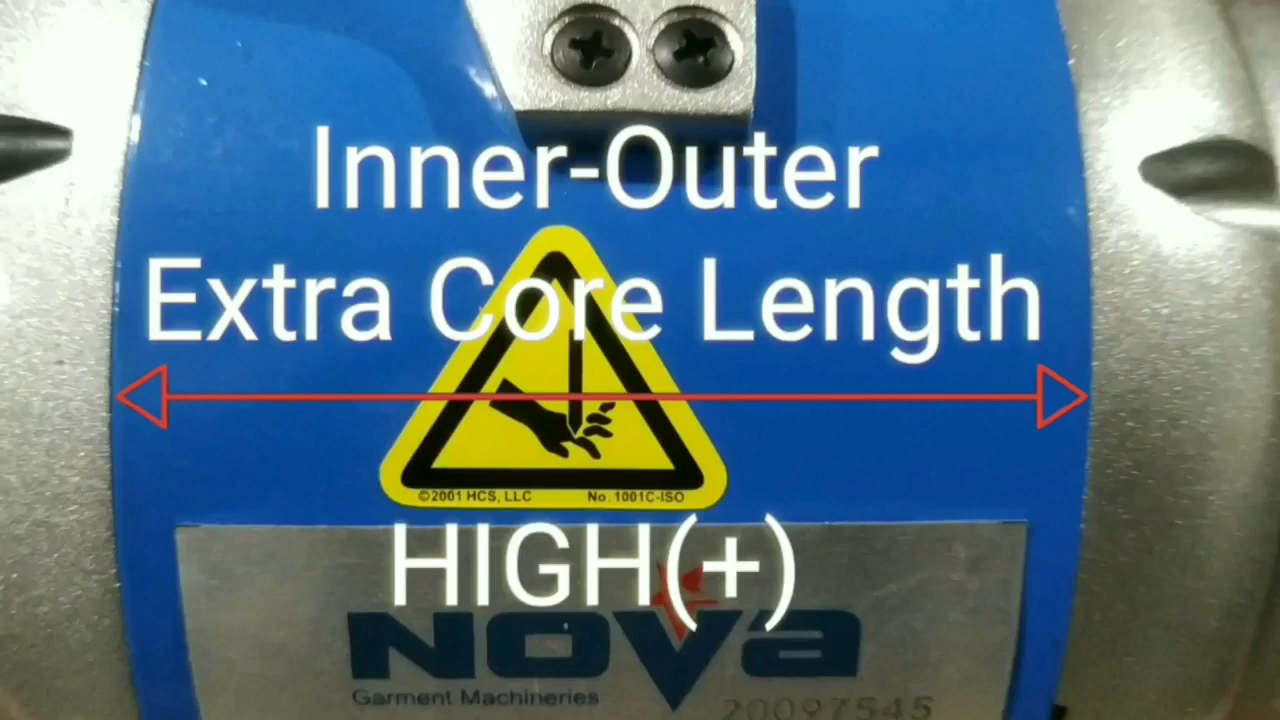 Inner-Outer
Extra Core Length
©2001 HCS, LLC No. 1001C-ISO
HIGH(+)
NOVa
Garment Machineries
20097545